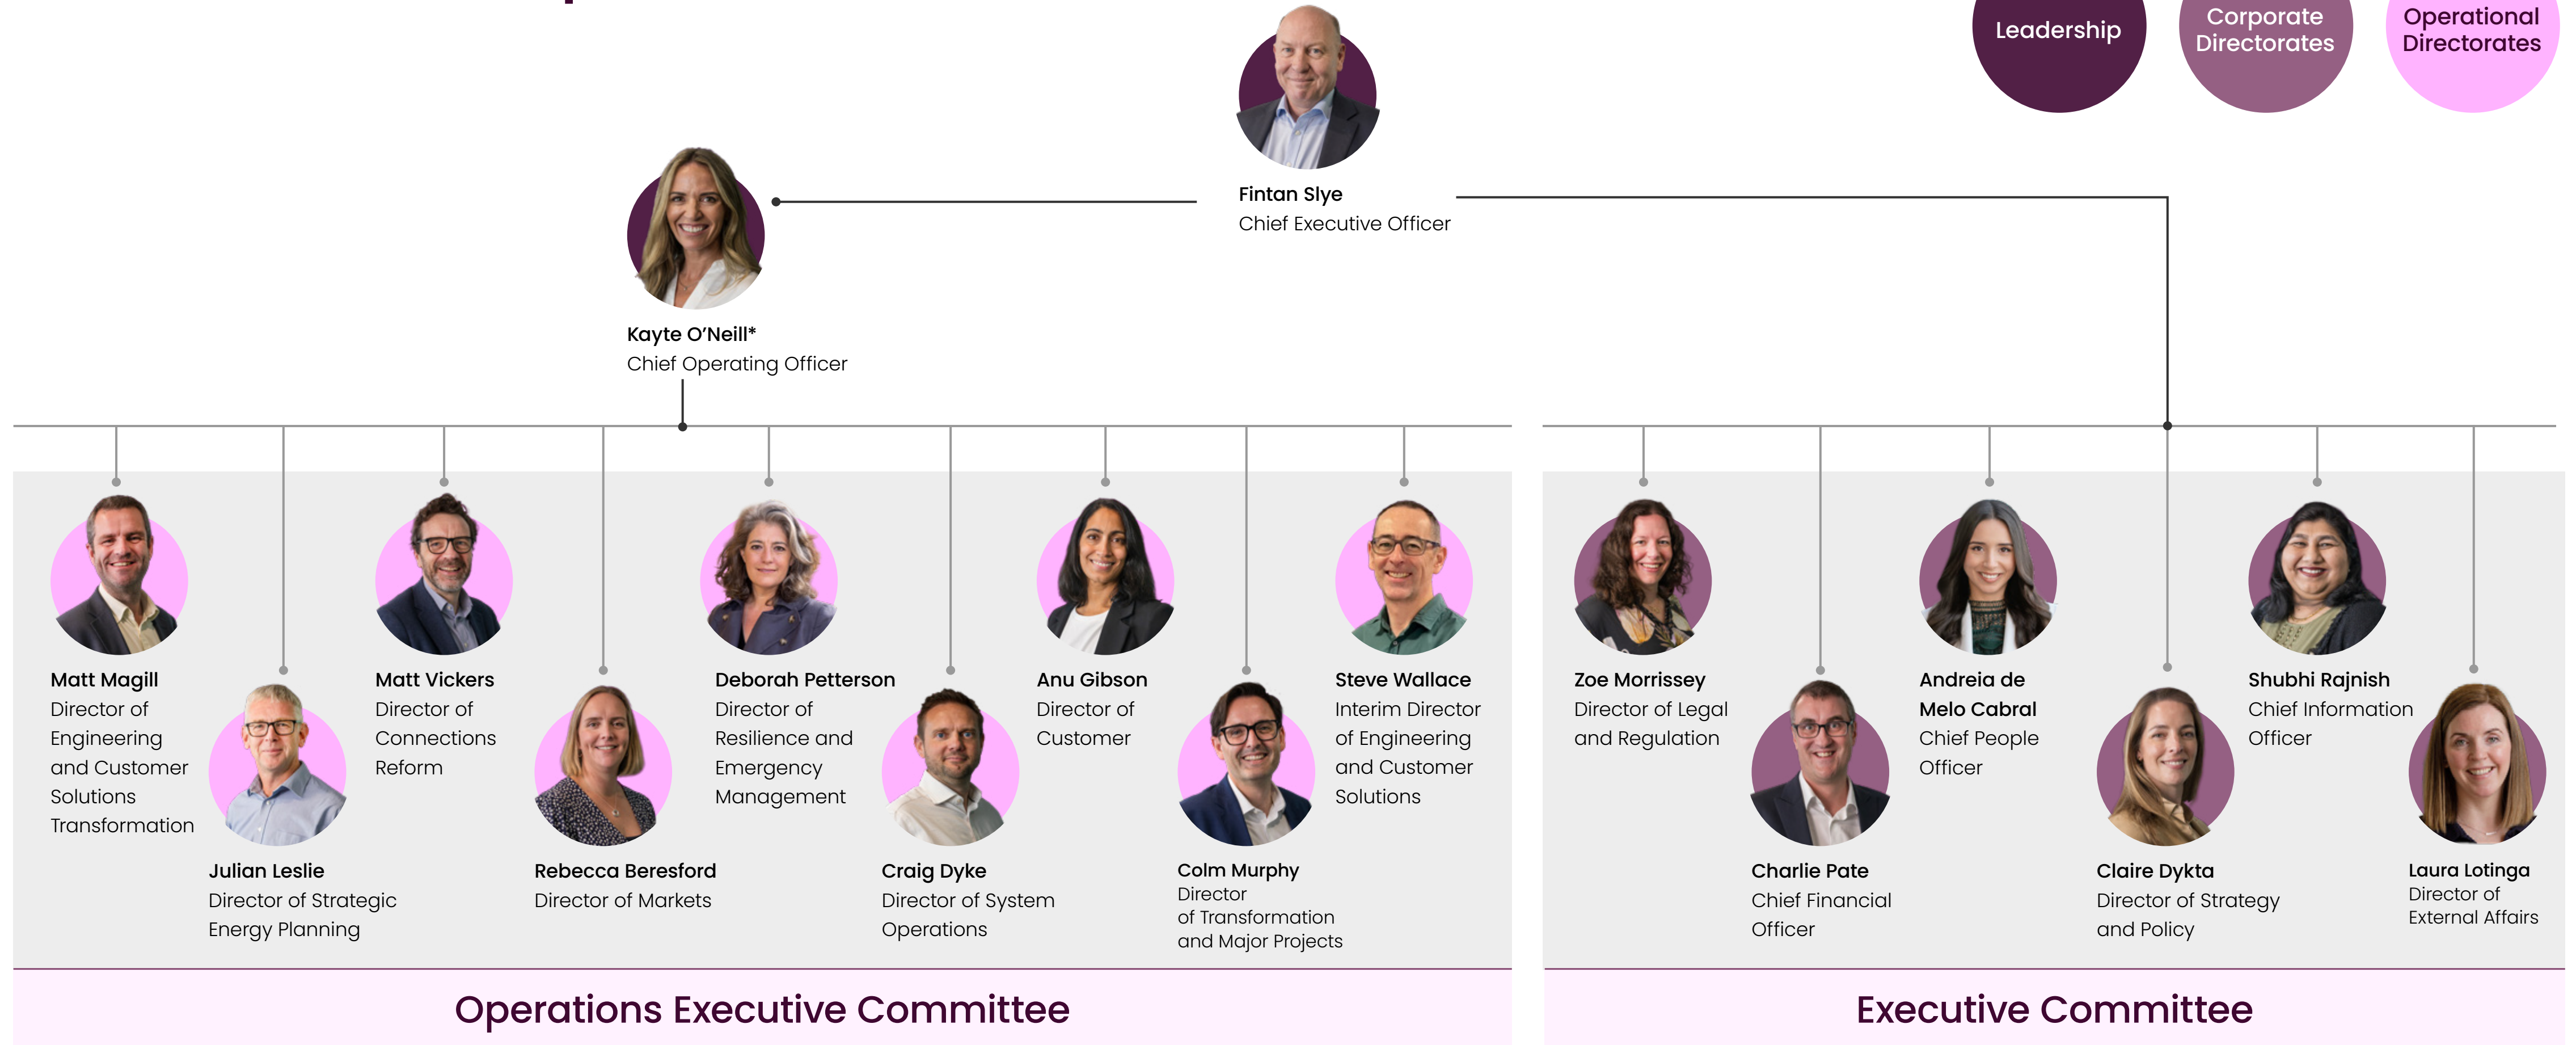 Leadership
Corporate
Directorates
Operational
Directorates
Fintan Slye
Chief Executive Officer
Kayte O’Neill*
Chief Operating Officer
Matt Magill
Director of
Engineering
and Customer
Solutions
Transformation
Julian Leslie
Director of Strategic
Energy Planning
Matt Vickers
Director of
Connections
Reform
Rebecca Beresford
Director of Markets
Deborah Petterson
Director of
Resilience and
Emergency
Management
Craig Dyke
Director of System
Operations
Anu Gibson
Director of
Customer
Colm Murphy
Director
of Transformation
and Major Projects
Steve Wallace
Interim Director
of Engineering
and Customer
Solutions
Zoe Morrissey
Director of Legal
and Regulation
Charlie Pate
Chief Financial
Officer
Andreia de
Melo Cabral
Chief People
Officer
Claire Dykta
Director of Strategy
and Policy
Shubhi Rajnish
Chief Information
Officer
Laura Lotinga
Director of
External Affairs
Operations Executive Committee
Executive Committee